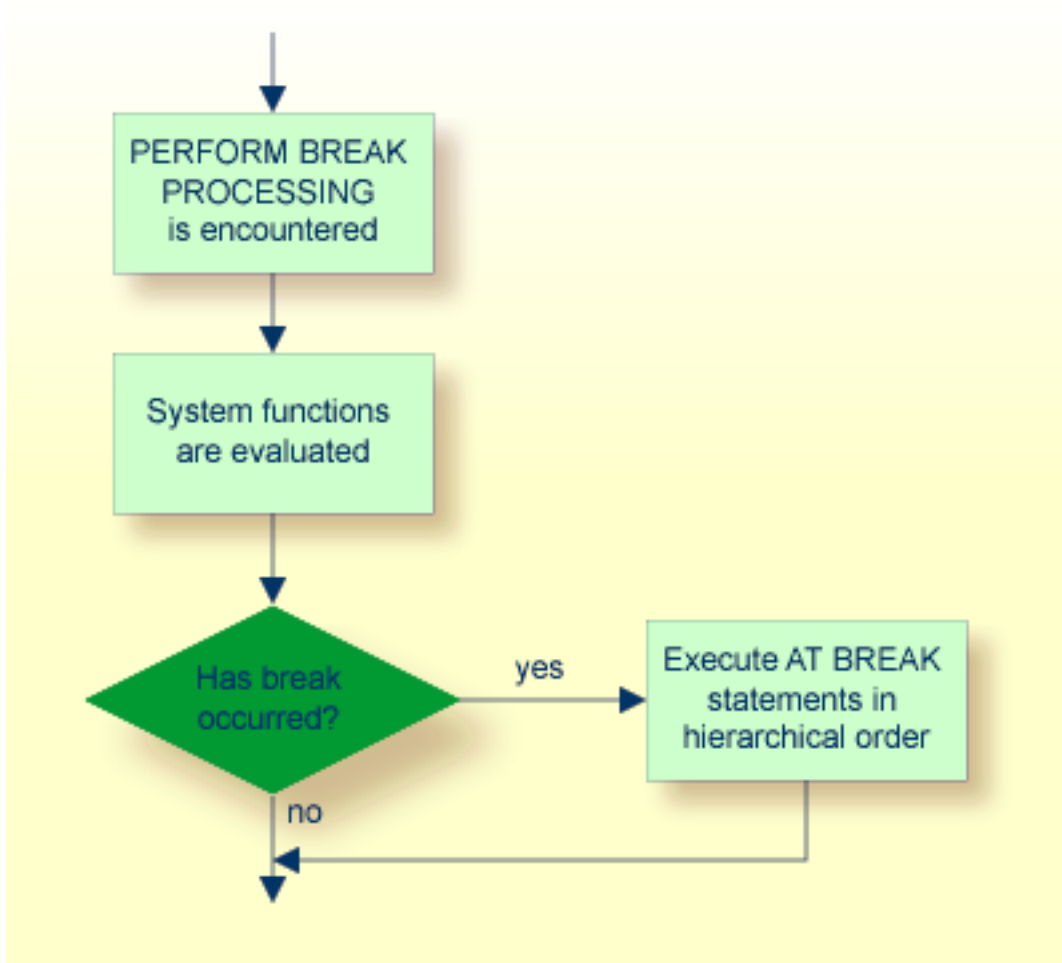 PERFORM BREAK
PROCESSING
is encountered
System functions
are evaluated
Has break
occurred?
yes
Execute AT BREAK
statements in
hierarchical order
no